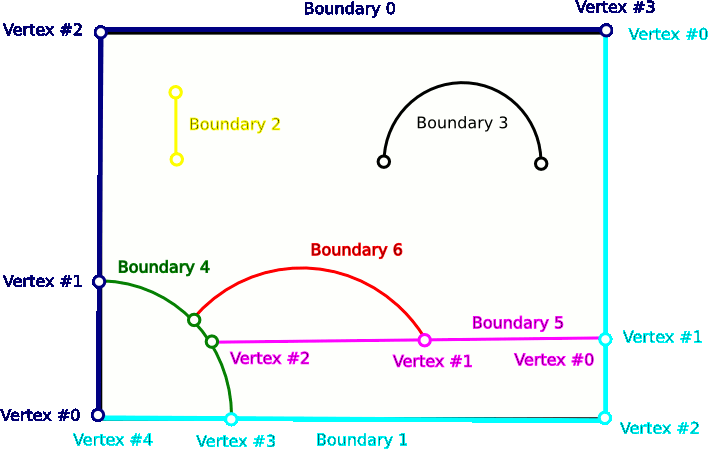 Boundary 0
Vertex #3
Vertex #2
Vertex #0
Boundary 2
Boundary 3
Boundary 6
Boundary 4
Vertex #1
Boundary 5
Vertex #1
Vertex #2
Vertex #1
Vertex #0
Vertex #0
Vertex #2
Vertex #4
Vertex #3
Boundary 1